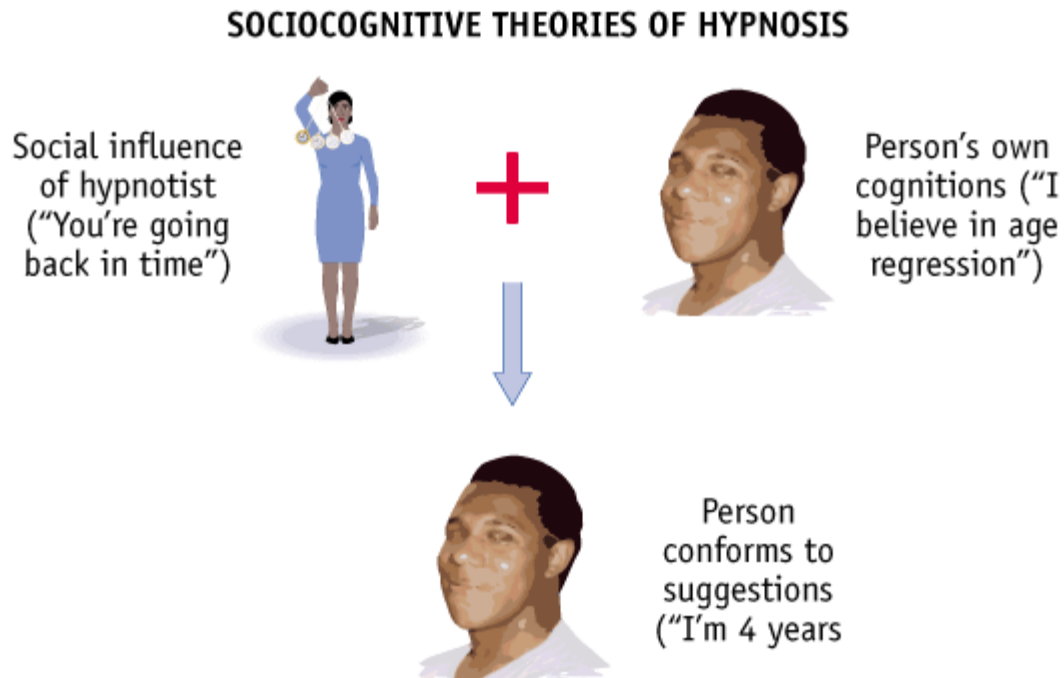 SOCIOCOGNITIVE THEORIES OF HYPNOSIS
Social influence
of hypnotist
(“You’re going
back in time”)
Person’s own
cognitions (“I
believe in age
regression”)
Person
conforms to
suggestions
(“I’m 4 years